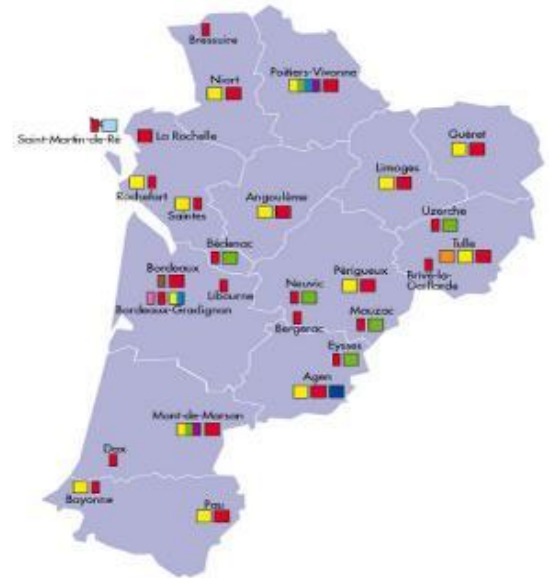 Bressuire
Niort
Poitiers-Vivonne
Saint-Martin-de-Ré
La Rochelle
Guéret
Limoges
Rochefort
Saintes
Angoulême
Uzerche
Tulle
Bédenac
Brive-la-
Gaillarde
Bordeaux
Libourne
Neuvic
Périgueux
Bordeaux-Gradignan
Bergerac
Mauzac
Eysses
Agen
Mont-de-Marsan
Dax
Bayonne
Pau